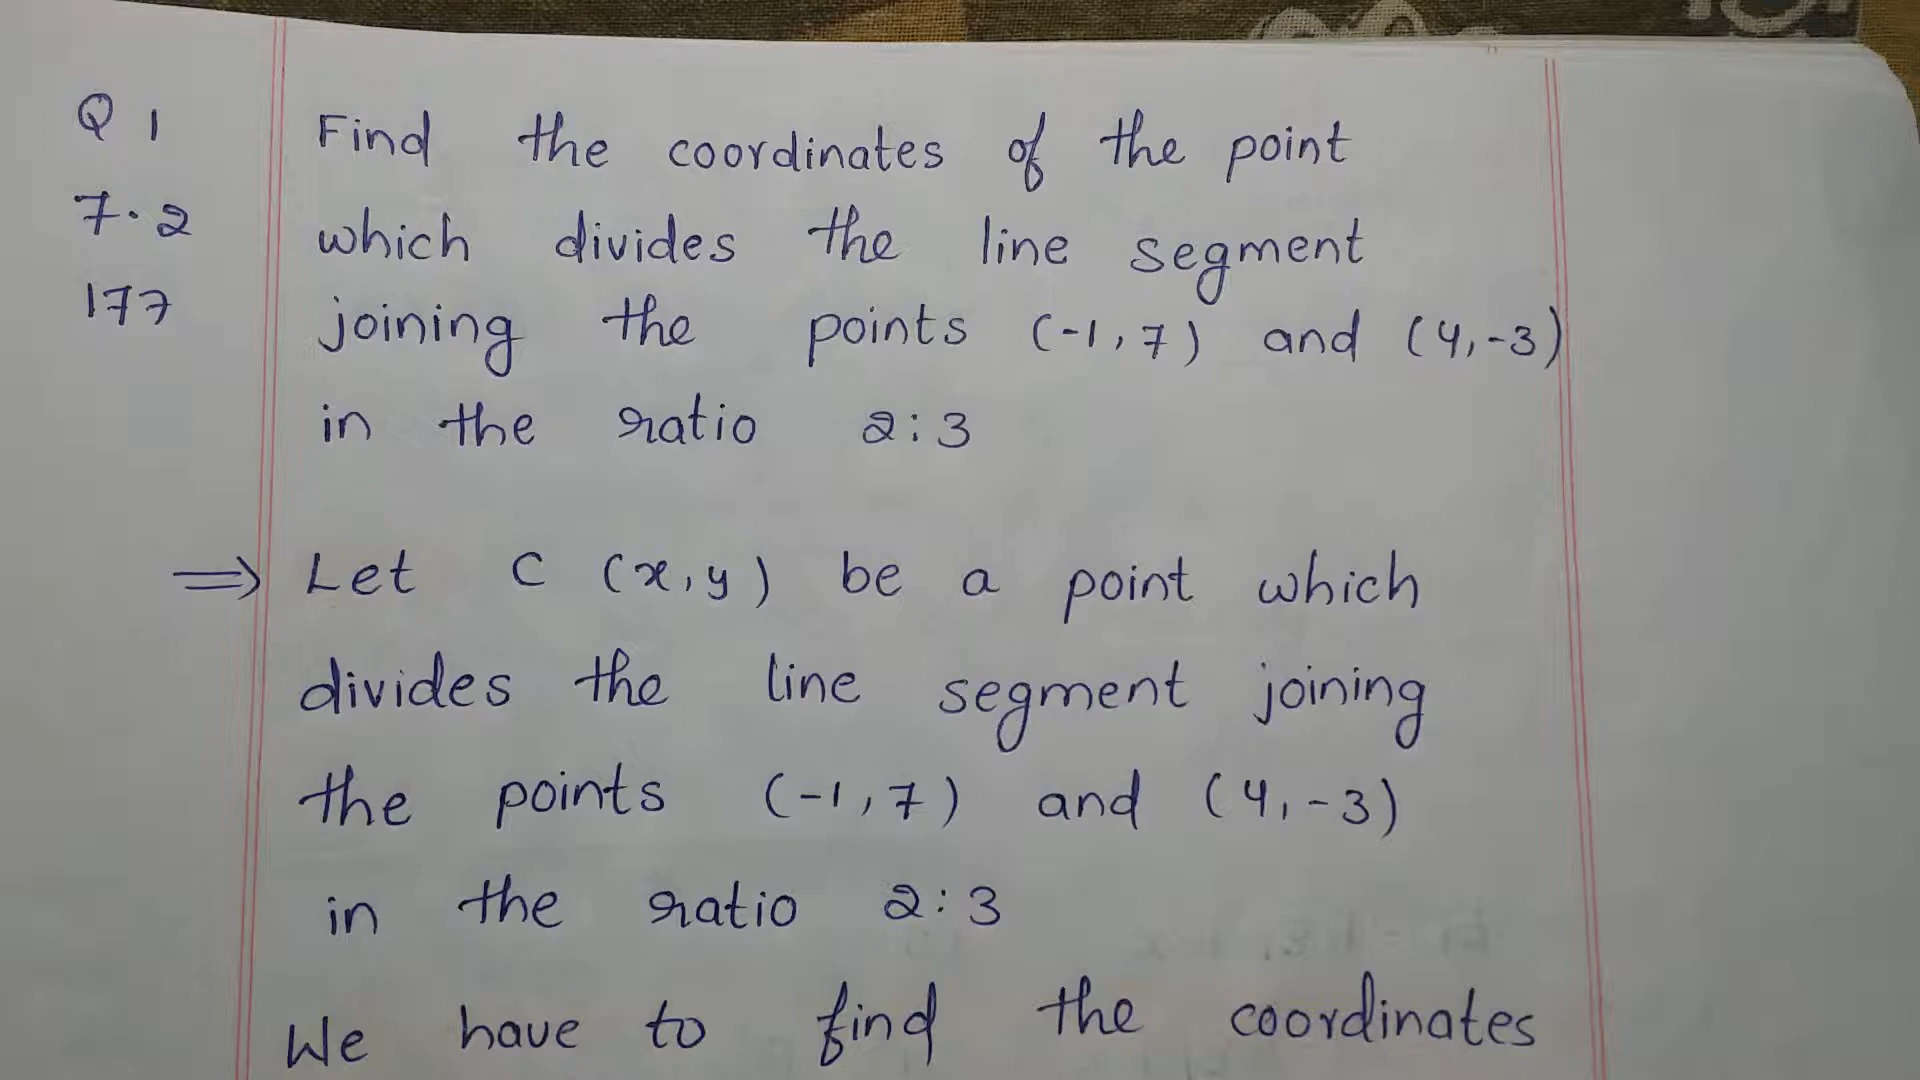 Q 1
7.2
177
Find the coordinates of the point
which divides the line segment
joining the points (-1,7) and (4,-3)
in the ratio 2:3
⇒ Let C (x,y) be a point which
divides the line segment joining
the points (-1,7) and (4,-3)
in the ratio 2:3
We have to find the coordinates